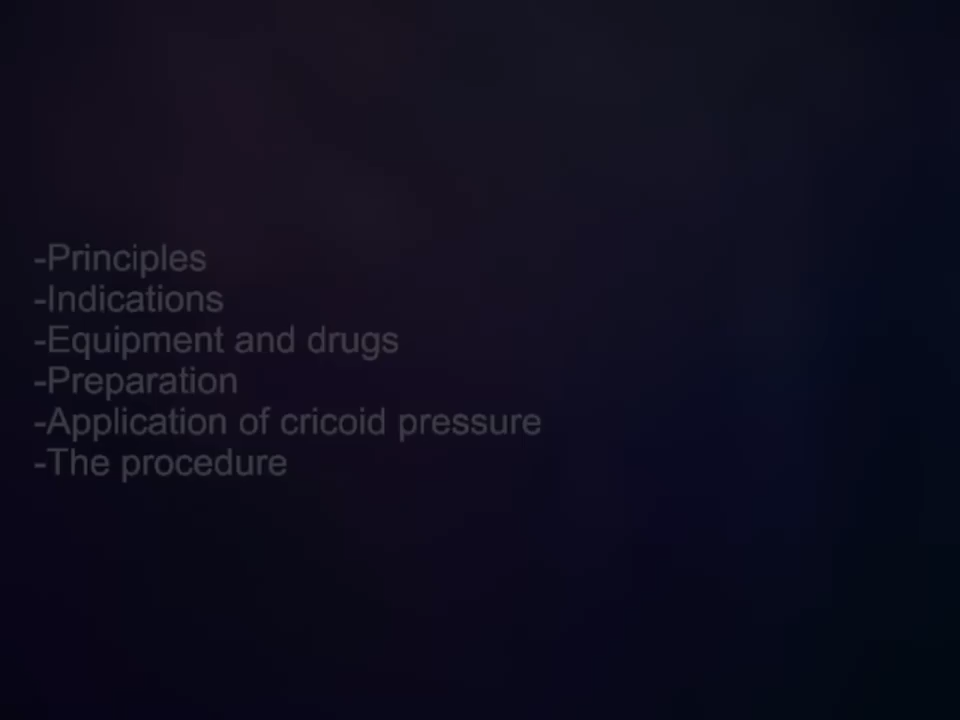 -Principles
-Indications
-Equipment and drugs
-Preparation
-Application of cricoid pressure
-The procedure